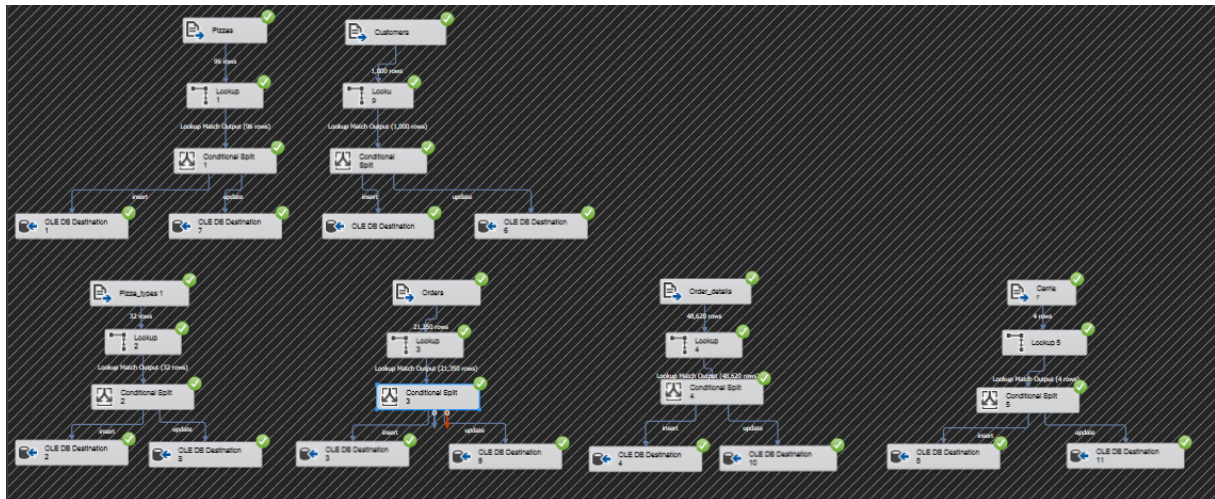 Pizzas
Customers
96 rows
1,000 rows
Lookup
1
Looku
p
Lookup Match Output (96 rows)
Lookup Match Output (1,000 rows)
Conditional Split
1
Conditional
Split
insert
update
insert
update
OLE DB Destination
1
OLE DB Destination
7
OLE DB Destination
OLE DB Destination
6
Pizza_types 1
Orders
Order_details
Carrie
r
32 rows
21,350 rows
48,620 rows
4 rows
Lookup
2
Lookup
3
Lookup
4
Lookup 5
Lookup Match Output (32 rows)
Lookup Match Output (21,350 rows)
Lookup Match Output (48,620 rows)
Lookup Match Output (4 rows)
Conditional Split
2
Conditional Split
3
Conditional Split
4
Conditional Split
5
insert
update
insert
update
insert
update
insert
update
OLE DB Destination
2
OLE DB Destination
8
OLE DB Destination
3
OLE DB Destination
9
OLE DB Destination
4
OLE DB Destination
10
OLE DB Destination
5
OLE DB Destination
11